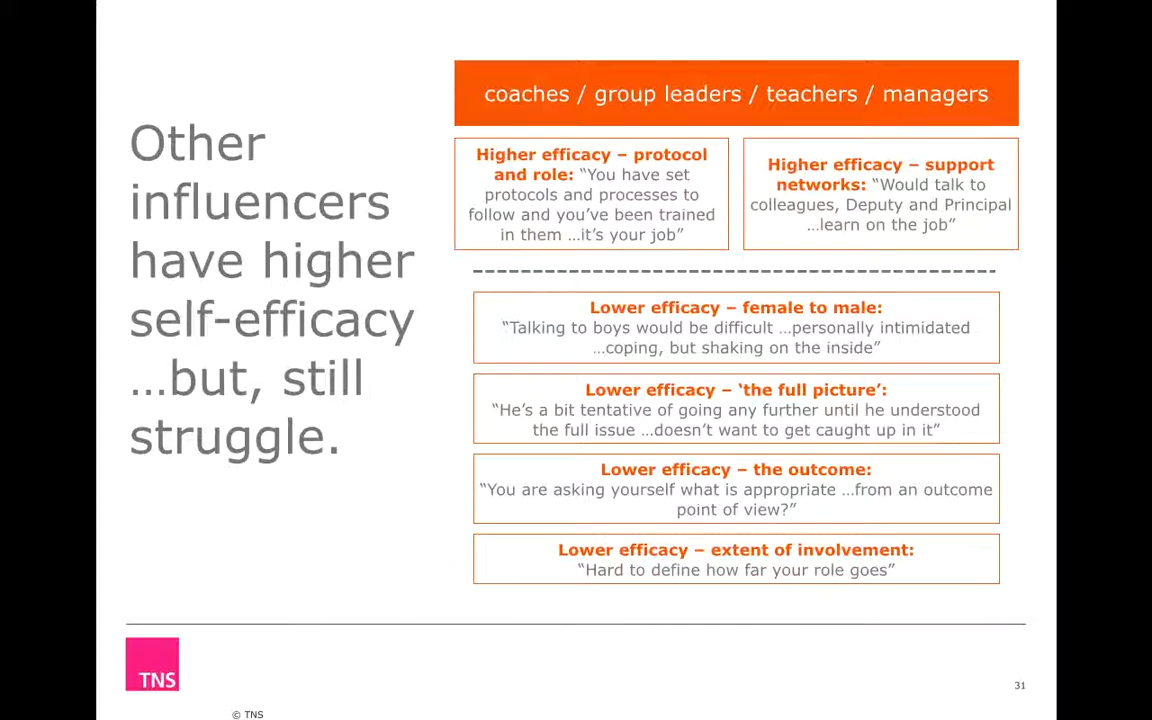 Other
influencers
have higher
self-efficacy
…but, still
struggle.
coaches / group leaders / teachers / managers
Higher efficacy – protocol
and role: “You have set
protocols and processes to
follow and you’ve been trained
in them …it’s your job”
Higher efficacy – support
networks: “Would talk to
colleagues, Deputy and Principal
…learn on the job”
Lower efficacy – female to male:
“Talking to boys would be difficult …personally intimidated
…coping, but shaking on the inside”
Lower efficacy – ‘the full picture’:
“He’s a bit tentative of going any further until he understood
the full issue …doesn’t want to get caught up in it”
Lower efficacy – the outcome:
“You are asking yourself what is appropriate …from an outcome
point of view?”
Lower efficacy – extent of involvement:
“Hard to define how far your role goes”
TNS
31
© TNS